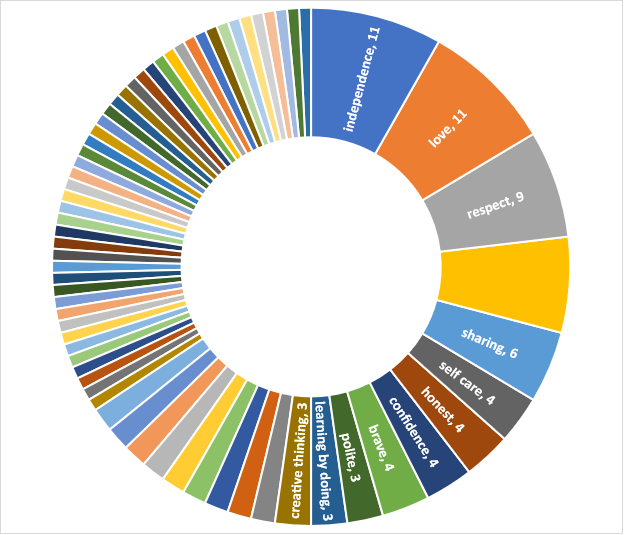 independence, 11
love, 11
respect, 9
sharing, 6
self care, 4
honest, 4
confidence, 4
brave, 4
polite, 3
learning by doing, 3
creative thinking, 3